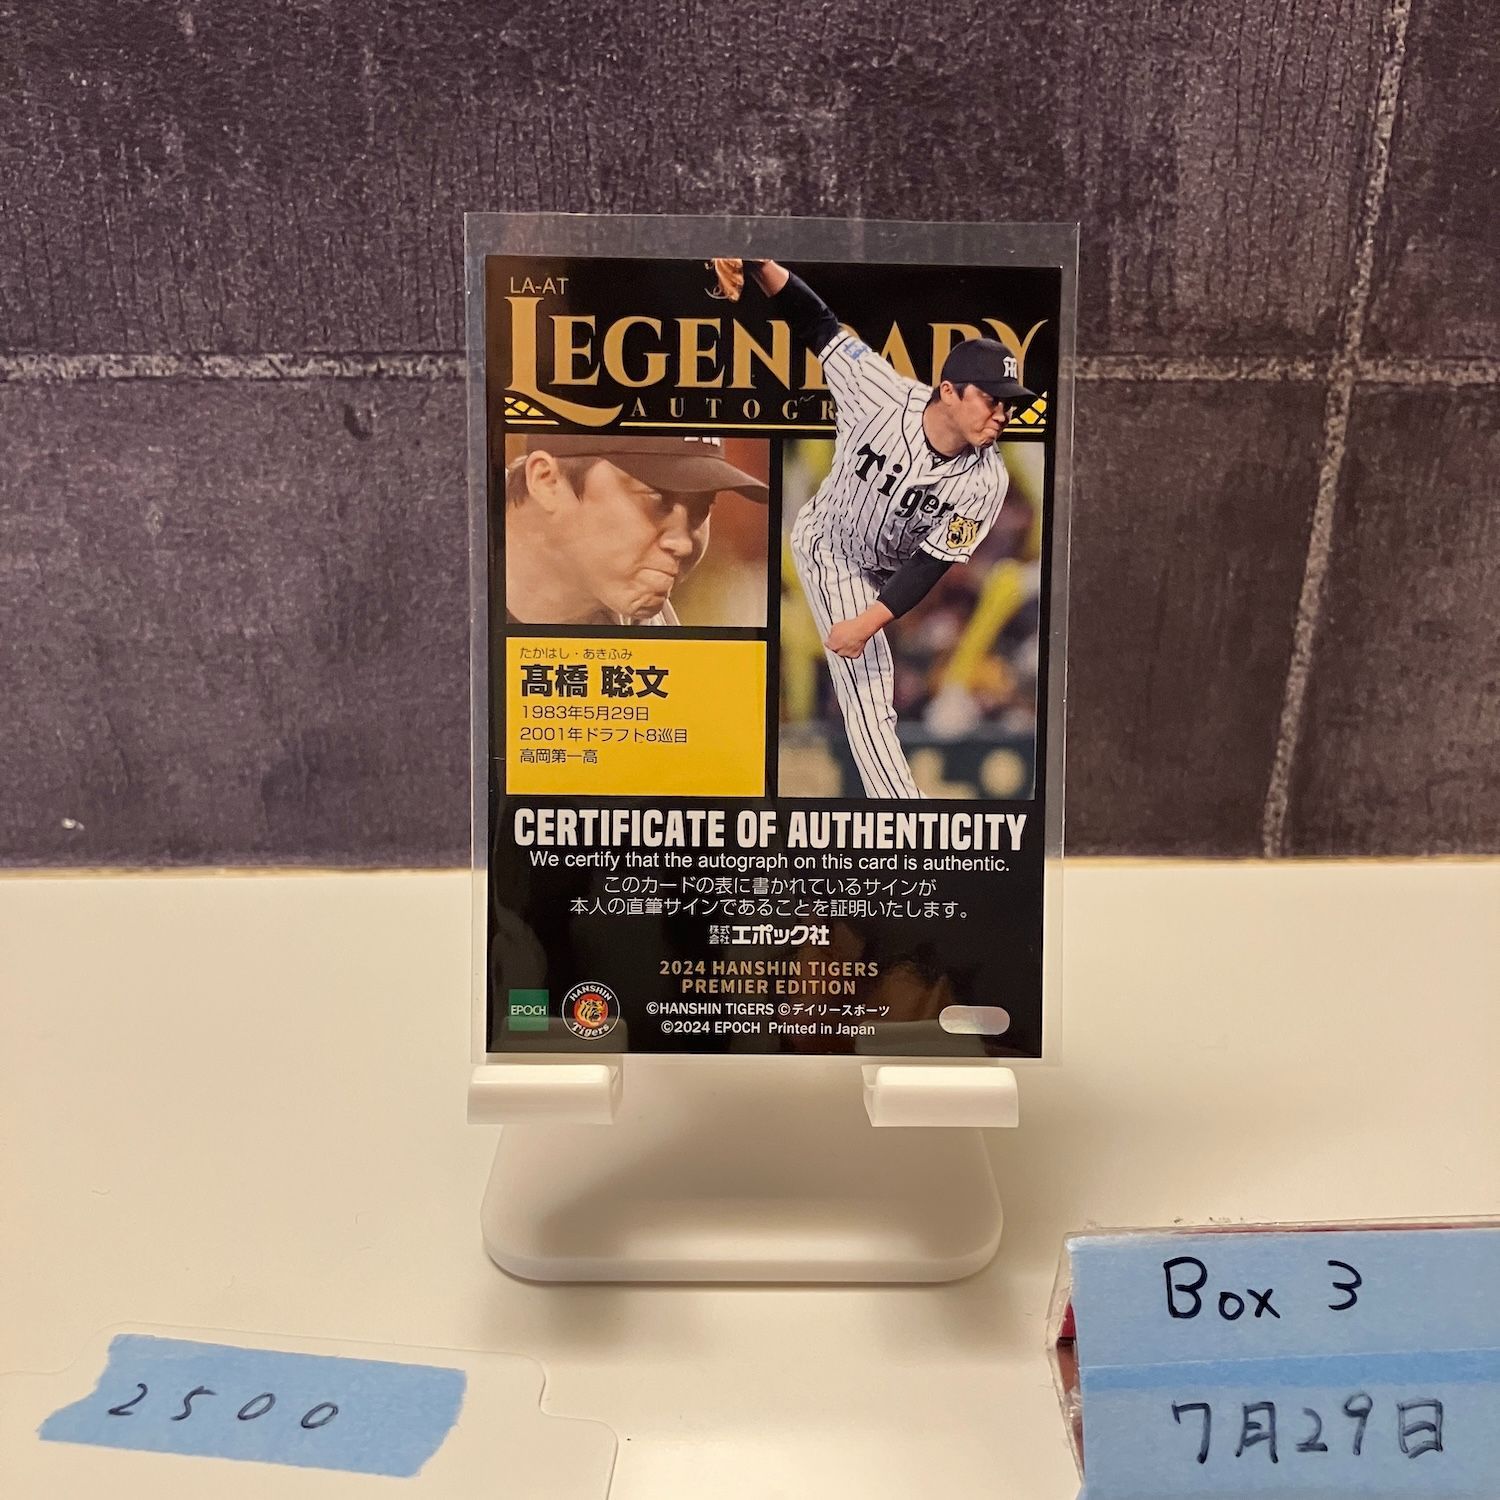 LA-AT
LEGENDARY
AUTOGR
Tiger
たかはし・あきふみ
髙橋 聡文
1983年5月29日
2001年ドラフト8巡目
高岡第一高
CERTIFICATE OF AUTHENTICITY
We certify that the autograph on this card is authentic.
このカードの表に書かれているサインが
本人の直筆サインであることを証明いたします。
株式会社エポック社
2024 HANSHIN TIGERS
PREMIER EDITION
©HANSHIN TIGERS ©デイリースポーツ
©2024 EPOCH Printed in Japan
EPOCH
HANSHIN
Tigers
Box 3
7月29日
2500